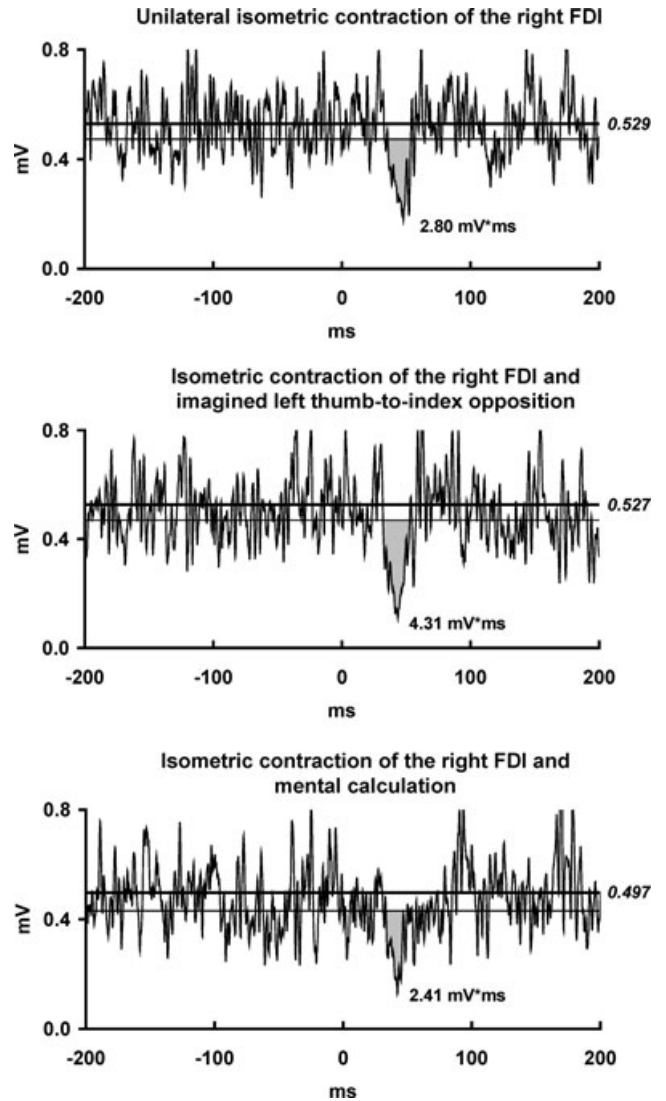 Unilateral isometric contraction of the right FDI
0.8
0.529
0.4
mV
2.80 mV*ms
0.0
-200 -100 0 100 200
ms
Isometric contraction of the right FDI and
imagined left thumb-to-index opposition
0.8
0.527
0.4
mV
4.31 mV*ms
0.0
-200 -100 0 100 200
ms
Isometric contraction of the right FDI and
mental calculation
0.8
0.497
0.4
mV
2.41 mV*ms
0.0
-200 -100 0 100 200
ms